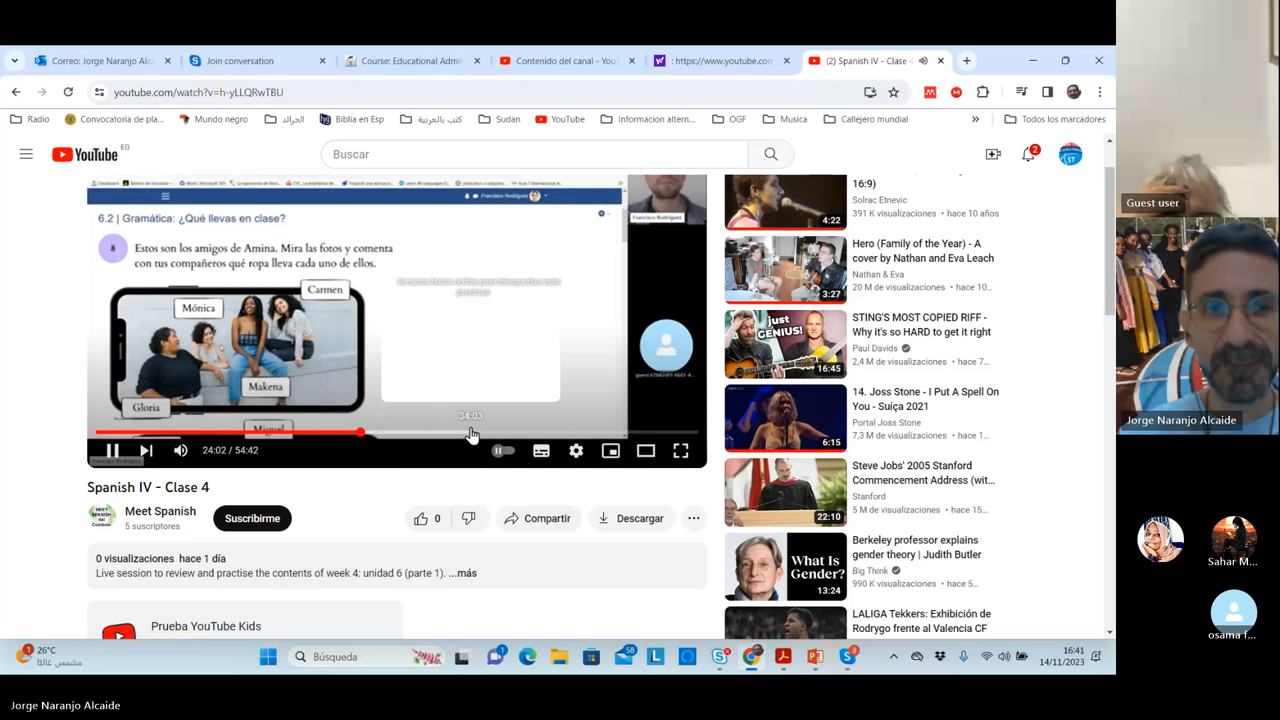 Correo: Jorge Naranjo Alca
Join conversation
Course: Educational Admi
Contenido del canal - YouT
: https://www.youtube.com
(2) Spanish IV - Clase 4
youtube.com/watch?v=h-yLLQRwTBU
Radio
Convocatoria de pla...
Mundo negro
الجرائد
Biblia en Esp
كتب بالعربية
Sudan
YouTube
Informacion altern...
OGF
Musica
Callejero mundial
»
Todos los marcadores
YouTube EG
Buscar
2
Francisco Rodríguez
6.2 | Gramática: ¿Qué llevas en clase?
Francisco Rodríguez
8
Estos son los amigos de Amina. Mira las fotos y comenta
con tus compañeros qué ropa lleva cada uno de ellos.
Carmen
Mónica
Makena
Gloria
Miguel
34:03
24:02 / 54:42
Spanish IV - Clase 4
Meet Spanish
5 suscriptores
Suscribirme
0
Compartir
Descargar
0 visualizaciones hace 1 día
Live session to review and practise the contents of week 4: unidad 6 (parte 1). ...más
Prueba YouTube Kids
16:9)
Solrac Etnevic
391 K visualizaciones • hace 10 años
4:22
Hero (Family of the Year) - A
cover by Nathan and Eva Leach
Nathan & Eva
20 M de visualizaciones • hace 10...
3:27
just
GENIUS!
STING'S MOST COPIED RIFF -
Why it's so HARD to get it right
Paul Davids
2,4 M de visualizaciones • hace 7...
16:45
14. Joss Stone - I Put A Spell On
You - Suíça 2021
Portal Joss Stone
7,3 M de visualizaciones • hace 1...
6:15
Steve Jobs' 2005 Stanford
Commencement Address (wit...
Stanford
5 M de visualizaciones • hace 15...
22:10
What Is
Gender?
Berkeley professor explains
gender theory | Judith Butler
Big Think
990 K visualizaciones • hace 5...
13:24
LALIGA Tekkers: Exhibición de
Rodrygo frente al Valencia CF
1
26°C
مشمس غالبًا
Búsqueda
58
3
16:41
14/11/2023
Guest user
Jorge Naranjo Alcaide
Sahar M...
osama f...
Jorge Naranjo Alcaide